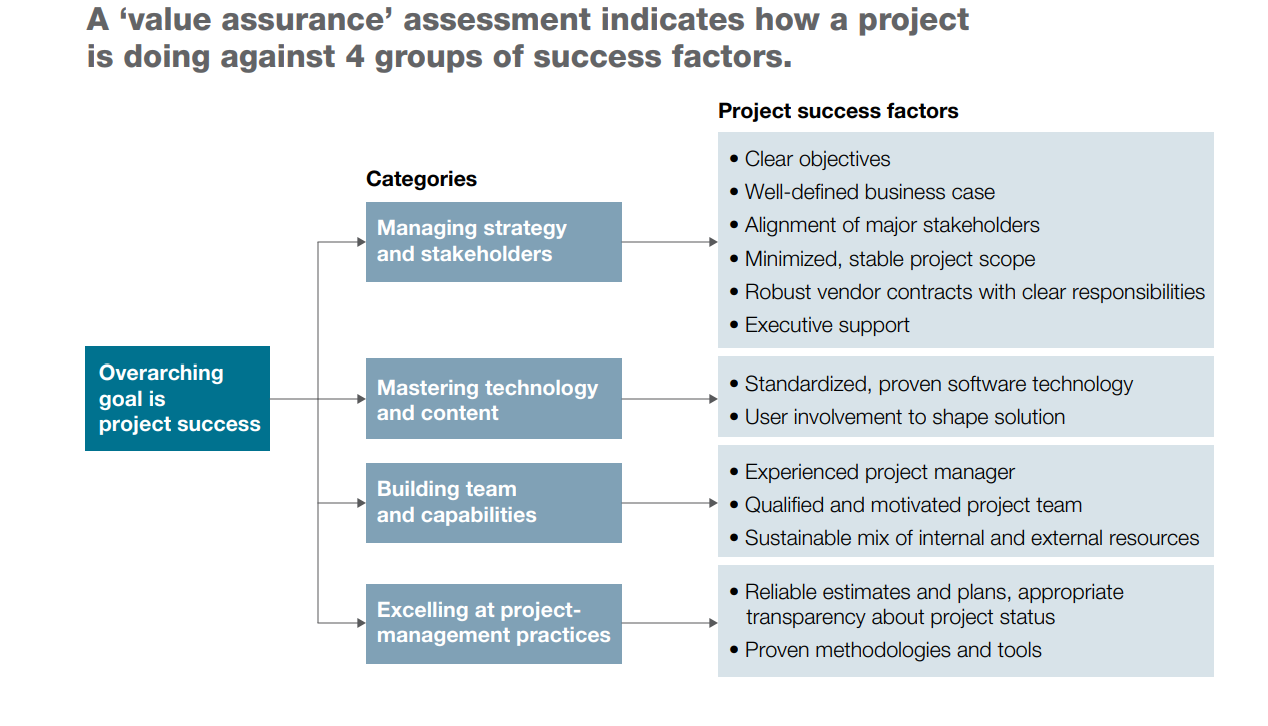 A ‘value assurance’ assessment indicates how a project
is doing against 4 groups of success factors.
Project success factors
Categories
Overarching
goal is
project success
Managing strategy
and stakeholders
• Clear objectives
• Well-defined business case
• Alignment of major stakeholders
• Minimized, stable project scope
• Robust vendor contracts with clear responsibilities
• Executive support
Mastering technology
and content
• Standardized, proven software technology
• User involvement to shape solution
Building team
and capabilities
• Experienced project manager
• Qualified and motivated project team
• Sustainable mix of internal and external resources
Excelling at project-
management practices
• Reliable estimates and plans, appropriate
transparency about project status
• Proven methodologies and tools